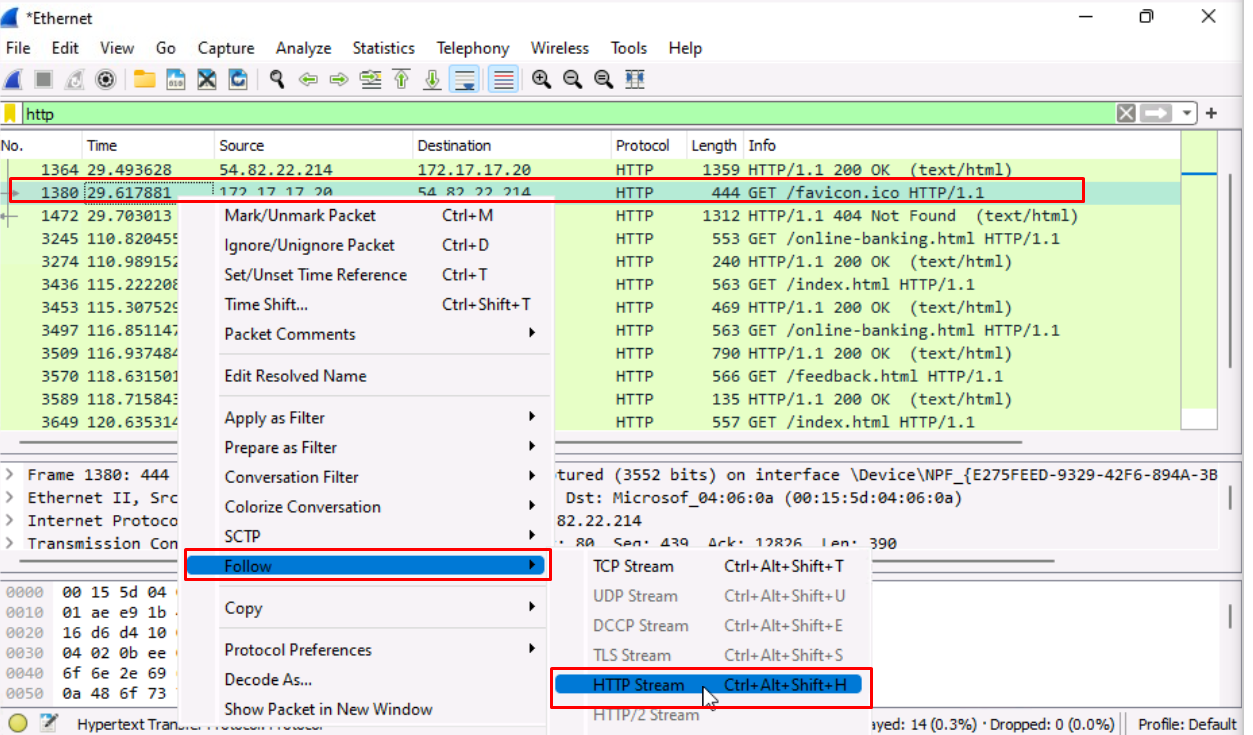 *Ethernet
File Edit View Go Capture Analyze Statistics Telephony Wireless Tools Help
http
No. Time Source Destination Protocol Length Info
1364 29.493628 54.82.22.214 172.17.17.20 HTTP 1359 HTTP/1.1 200 OK (text/html)
1380 29.617881 172.17.17.20 54.82.22.214 HTTP 444 GET /favicon.ico HTTP/1.1
1472 29.703013 HTTP 1312 HTTP/1.1 404 Not Found (text/html)
3245 110.820455 HTTP 553 GET /online-banking.html HTTP/1.1
3274 110.989152 HTTP 240 HTTP/1.1 200 OK (text/html)
3436 115.222208 HTTP 563 GET /index.html HTTP/1.1
3453 115.307529 HTTP 469 HTTP/1.1 200 OK (text/html)
3497 116.851147 HTTP 563 GET /online-banking.html HTTP/1.1
3509 116.937484 HTTP 790 HTTP/1.1 200 OK (text/html)
3570 118.631501 HTTP 566 GET /feedback.html HTTP/1.1
3589 118.715843 HTTP 135 HTTP/1.1 200 OK (text/html)
3649 120.635314 HTTP 557 GET /index.html HTTP/1.1
Mark/Unmark Packet Ctrl+M
Ignore/Unignore Packet Ctrl+D
Set/Unset Time Reference Ctrl+T
Time Shift... Ctrl+Shift+T
Packet Comments
Edit Resolved Name
Apply as Filter
Prepare as Filter
Conversation Filter
Colorize Conversation
SCTP
Follow
Copy
Protocol Preferences
Decode As...
Show Packet in New Window
TCP Stream Ctrl+Alt+Shift+T
UDP Stream Ctrl+Alt+Shift+U
DCCP Stream Ctrl+Alt+Shift+E
TLS Stream Ctrl+Alt+Shift+S
HTTP Stream Ctrl+Alt+Shift+H
HTTP/2 Stream
Frame 1380: 444 tured (3552 bits) on interface \Device\NPF_{E275FEED-9329-42F6-894A-3B
Ethernet II, Src Dst: Microsof_04:06:0a (00:15:5d:04:06:0a)
Internet Protoco 82.22.214
Transmission Con : 80, Seq: 439, Ack: 12826, Len: 390
0000 00 15 5d 04
0010 01 ae e9 1b
0020 16 d6 d4 10
0030 04 02 0b ee
0040 6f 6e 2e 69
0050 0a 48 6f 73
Hypertext Transfer Protocol: Protocol ayed: 14 (0.3%) · Dropped: 0 (0.0%) Profile: Default